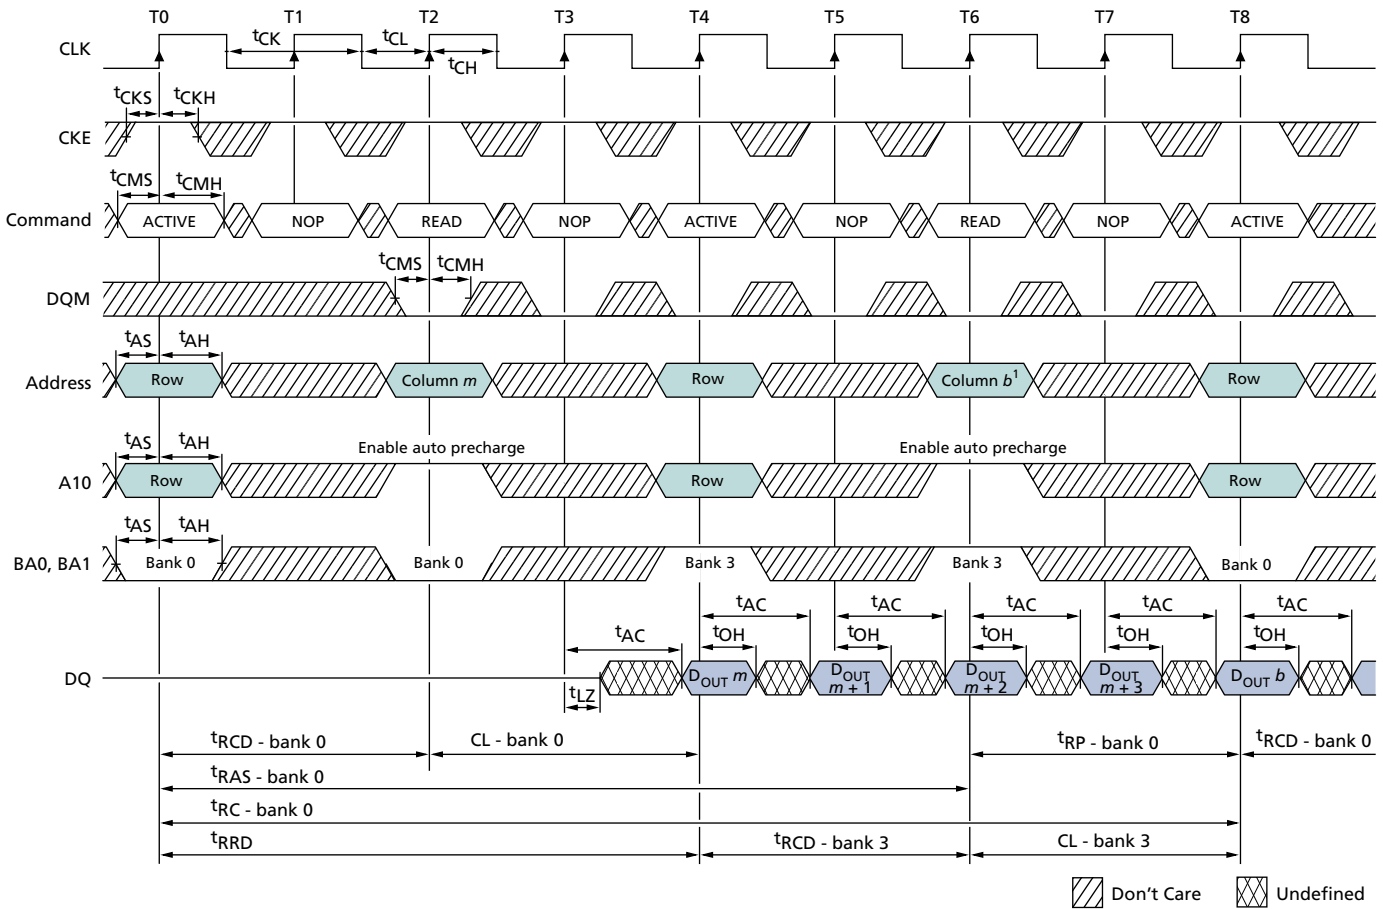 T0 T1 T2 T3 T4 T5 T6 T7 T8
CLK tCK tCL tCH
tCKS tCKH
CKE
tCMS tCMH
Command ACTIVE NOP READ NOP ACTIVE NOP READ NOP ACTIVE
tCMS tCMH
DQM
tAS tAH
Address Row Column m Row Column b1 Row
tAS tAH Enable auto precharge Enable auto precharge
A10 Row Row Row
tAS tAH
BA0, BA1 Bank 0 Bank 0 Bank 3 Bank 3 Bank 0
tAC tAC tAC tAC tAC
tAC tOH tOH tOH tOH tOH
DQ DOUT m DOUT m + 1 DOUT m + 2 DOUT m + 3 DOUT b
tLZ
tRCD - bank 0 CL - bank 0 tRP - bank 0 tRCD - bank 0
tRAS - bank 0
tRC - bank 0
tRRD tRCD - bank 3 CL - bank 3
Don't Care Undefined